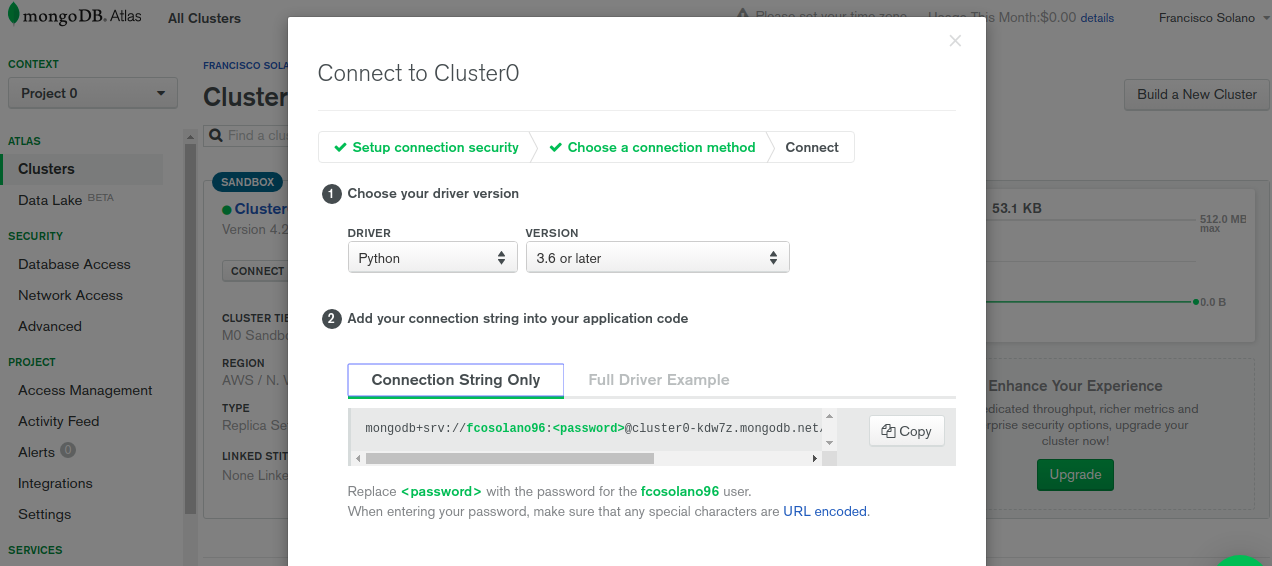 mongoDB. Atlas
All Clusters
Please set your time zone
Usage This Month:$0.00 details
Francisco Solano
CONTEXT
Project 0
ATLAS
Clusters
Data Lake BETA
SECURITY
Database Access
Network Access
Advanced
PROJECT
Access Management
Activity Feed
Alerts 0
Integrations
Settings
SERVICES
FRANCISCO SOLA
Cluster
Find a clu
Build a New Cluster
SANDBOX
Cluster
Version 4.2
CONNECT
CLUSTER TIE
M0 Sandbo
REGION
AWS / N. V
TYPE
Replica Se
LINKED STIT
None Linke
Connect to Cluster0
Setup connection security
Choose a connection method
Connect
1 Choose your driver version
DRIVER
VERSION
Python
3.6 or later
2 Add your connection string into your application code
Connection String Only
Full Driver Example
mongodb+srv://fcosolano96:<password>@cluster0-kdw7z.mongodb.net/
Copy
Replace <password> with the password for the fcosolano96 user.
When entering your password, make sure that any special characters are URL encoded.
53.1 KB
512.0 MB
max
0.0 B
Enhance Your Experience
edicated throughput, richer metrics and
rprise security options, upgrade your
cluster now!
Upgrade